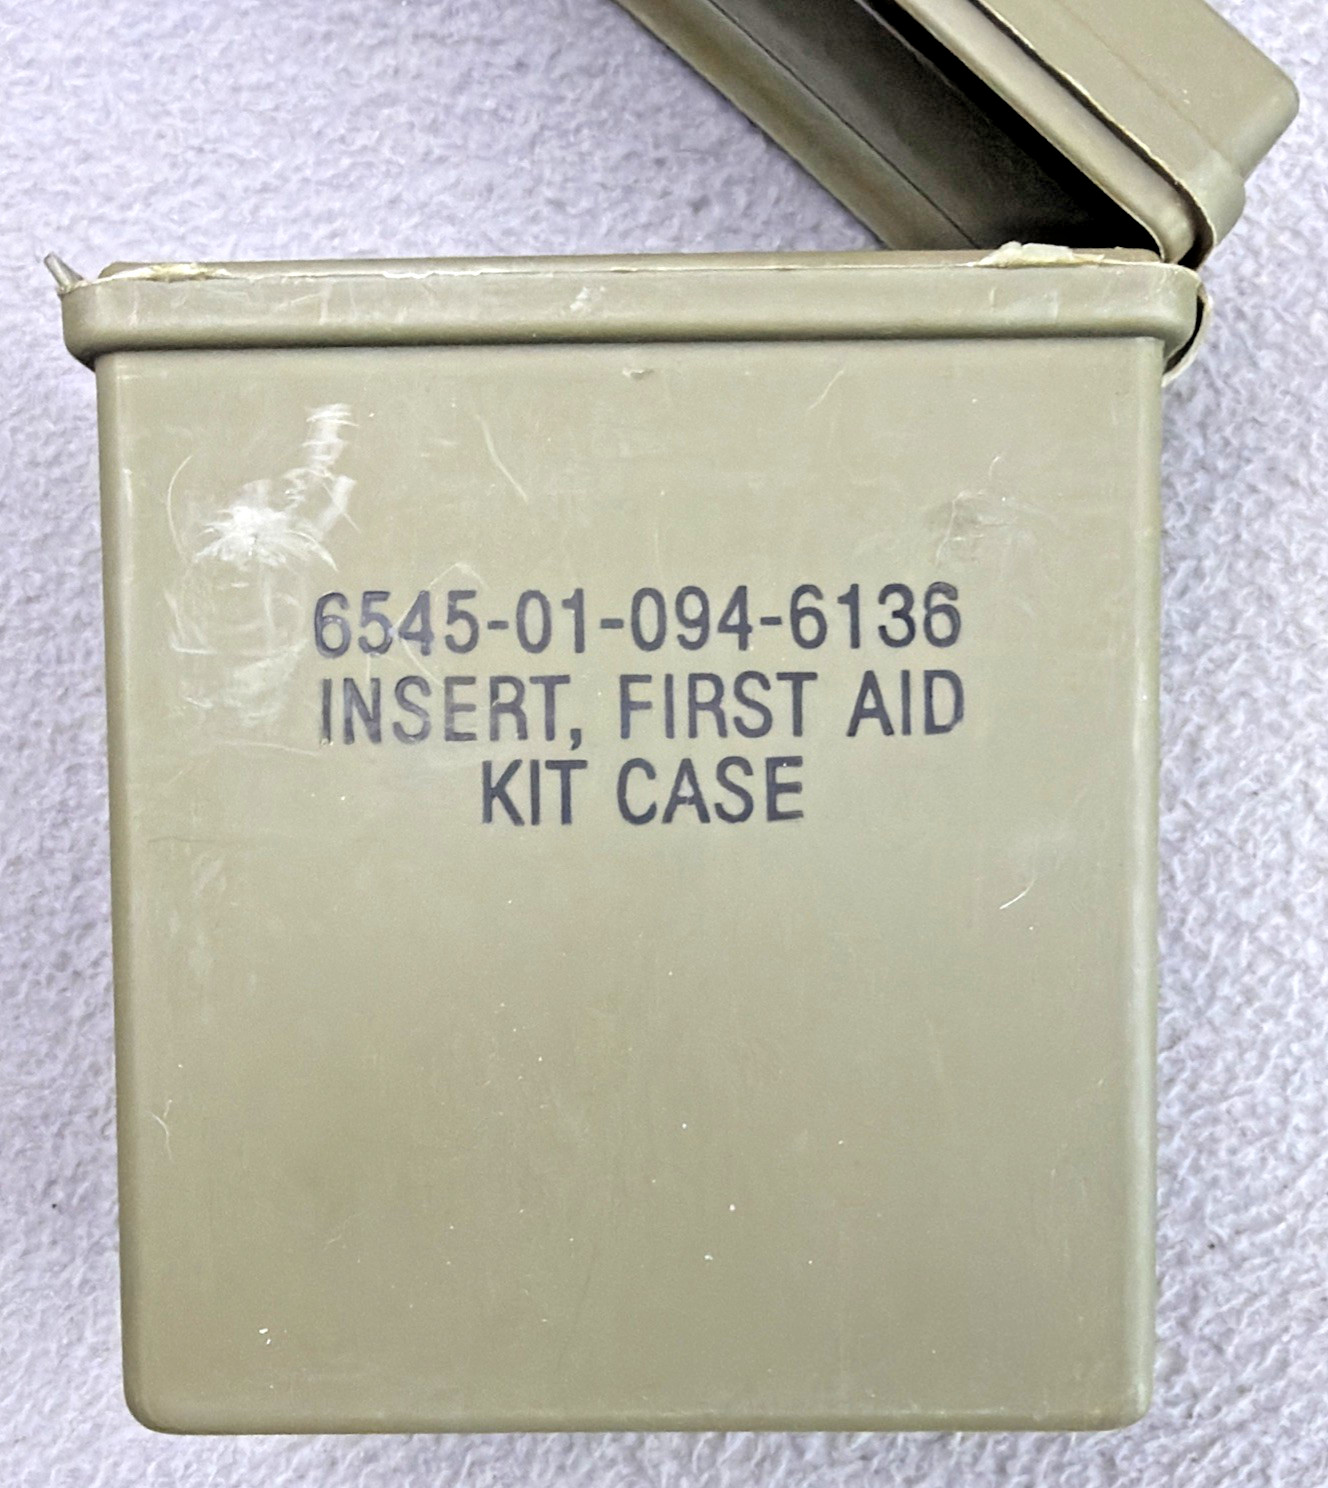 6545-01-094-6136
INSERT, FIRST AID
KIT CASE